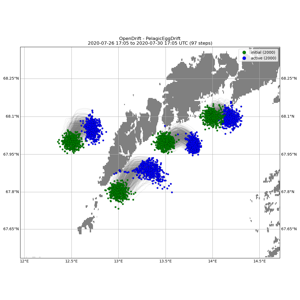 OpenDrift - PelagicEggDrift
2020-07-26 17:05 to 2020-07-30 17:05 UTC (97 steps)
initial (2000)
active (2000)
68.25°N
68.25°N
68.1°N
68.1°N
67.95°N
67.95°N
67.8°N
67.8°N
67.65°N
67.65°N
12°E
12.5°E
13°E
13.5°E
14°E
14.5°E